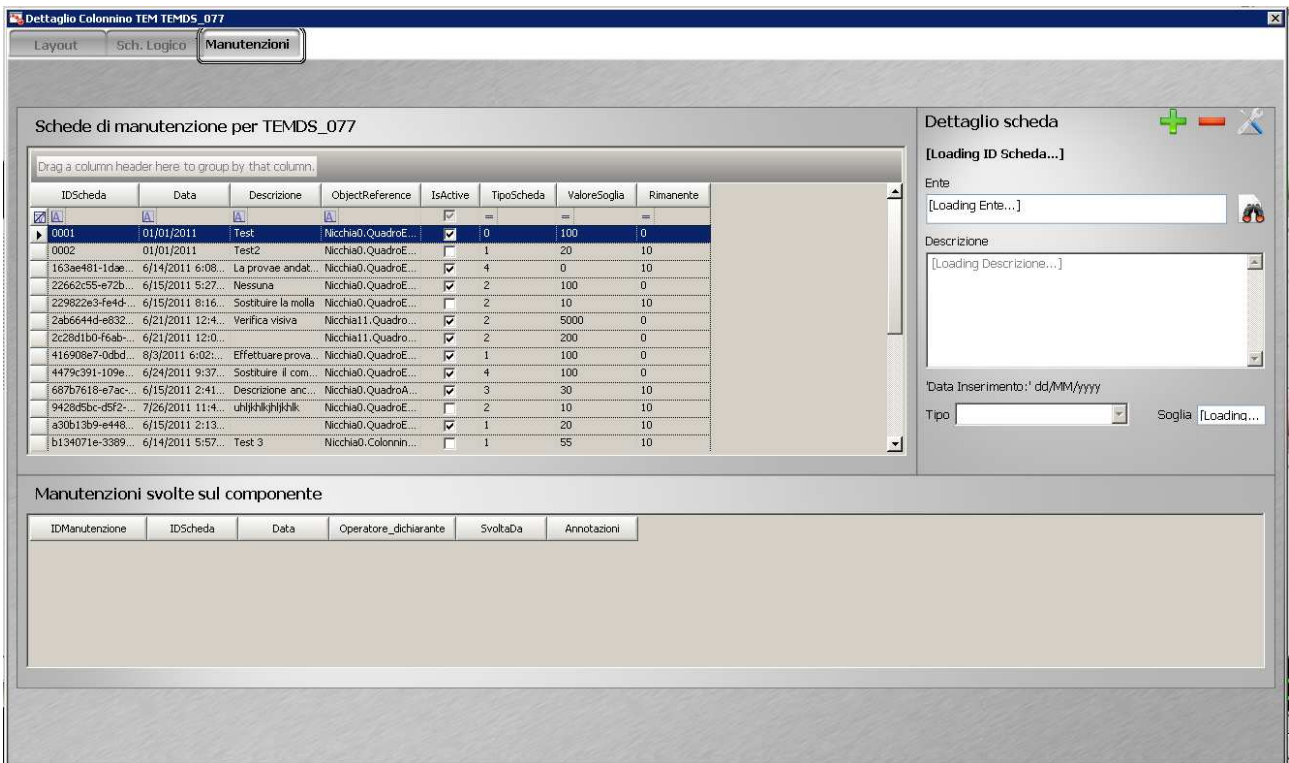 Dettaglio Colonnino TEM TEMDS_077
Layout Sch. Logico Manutenzioni
Schede di manutenzione per TEMDS_077
Drag a column header here to group by that column.
IDScheda Data Descrizione ObjectReference IsActive TipoScheda ValoreSoglia Rimanente
A A A A = = =
0001 01/01/2011 Test Nicchia0.QuadroE... 0 100 0
0002 01/01/2011 Test2 Nicchia0.QuadroE... 1 20 10
163ae481-1dae... 6/14/2011 6:08... La provae andat... Nicchia0.QuadroE... 4 0 10
22662c55-e72b... 6/15/2011 5:27... Nessuna Nicchia0.QuadroE... 2 100 0
229822e3-fe4d-... 6/15/2011 8:16... Sostituire la molla Nicchia0.QuadroE... 2 10 10
2ab6644d-e832... 6/21/2011 12:4... Verifica visiva Nicchia11.Quadro... 2 5000 0
2c28d1b0-f6ab-... 6/21/2011 12:0... Nicchia11.Quadro... 2 200 0
416908e7-0dbd... 8/3/2011 6:02:... Effettuare prova... Nicchia0.QuadroE... 1 100 0
4479c391-109e... 6/24/2011 9:37... Sostituire il com... Nicchia0.QuadroE... 4 100 0
687b7618-e7ac-... 6/15/2011 2:41... Descrizione anc... Nicchia0.QuadroA... 3 30 10
9428d5bc-d5f2-... 7/26/2011 11:4... uhljkhlkjhljkhlk Nicchia0.QuadroE... 2 10 10
a30b13b9-e448... 6/15/2011 2:13... Nicchia0.QuadroE... 1 20 10
b134071e-3389... 6/14/2011 5:57... Test 3 Nicchia0.Colonnin... 1 55 10
Dettaglio scheda
[Loading ID Scheda...]
Ente
[Loading Ente...]
Descrizione
[Loading Descrizione...]
'Data Inserimento:' dd/MM/yyyy
Tipo Soglia [Loading...
Manutenzioni svolte sul componente
IDManutenzione IDScheda Data Operatore_dichiarante SvoltaDa Annotazioni